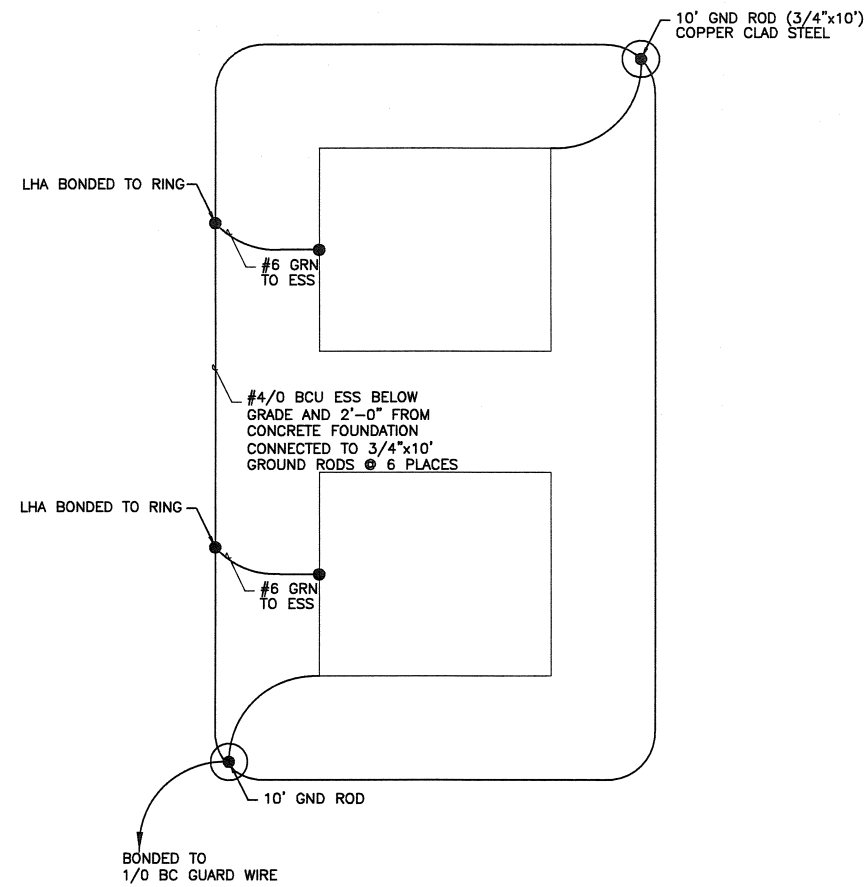 10' GND ROD (3/4"x10')
COPPER CLAD STEEL
LHA BONDED TO RING
#6 GRN
TO ESS
#4/0 BCU ESS BELOW
GRADE AND 2'-0" FROM
CONCRETE FOUNDATION
CONNECTED TO 3/4"x10'
GROUND RODS @ 6 PLACES
LHA BONDED TO RING
#6 GRN
TO ESS
10' GND ROD
BONDED TO
1/0 BC GUARD WIRE